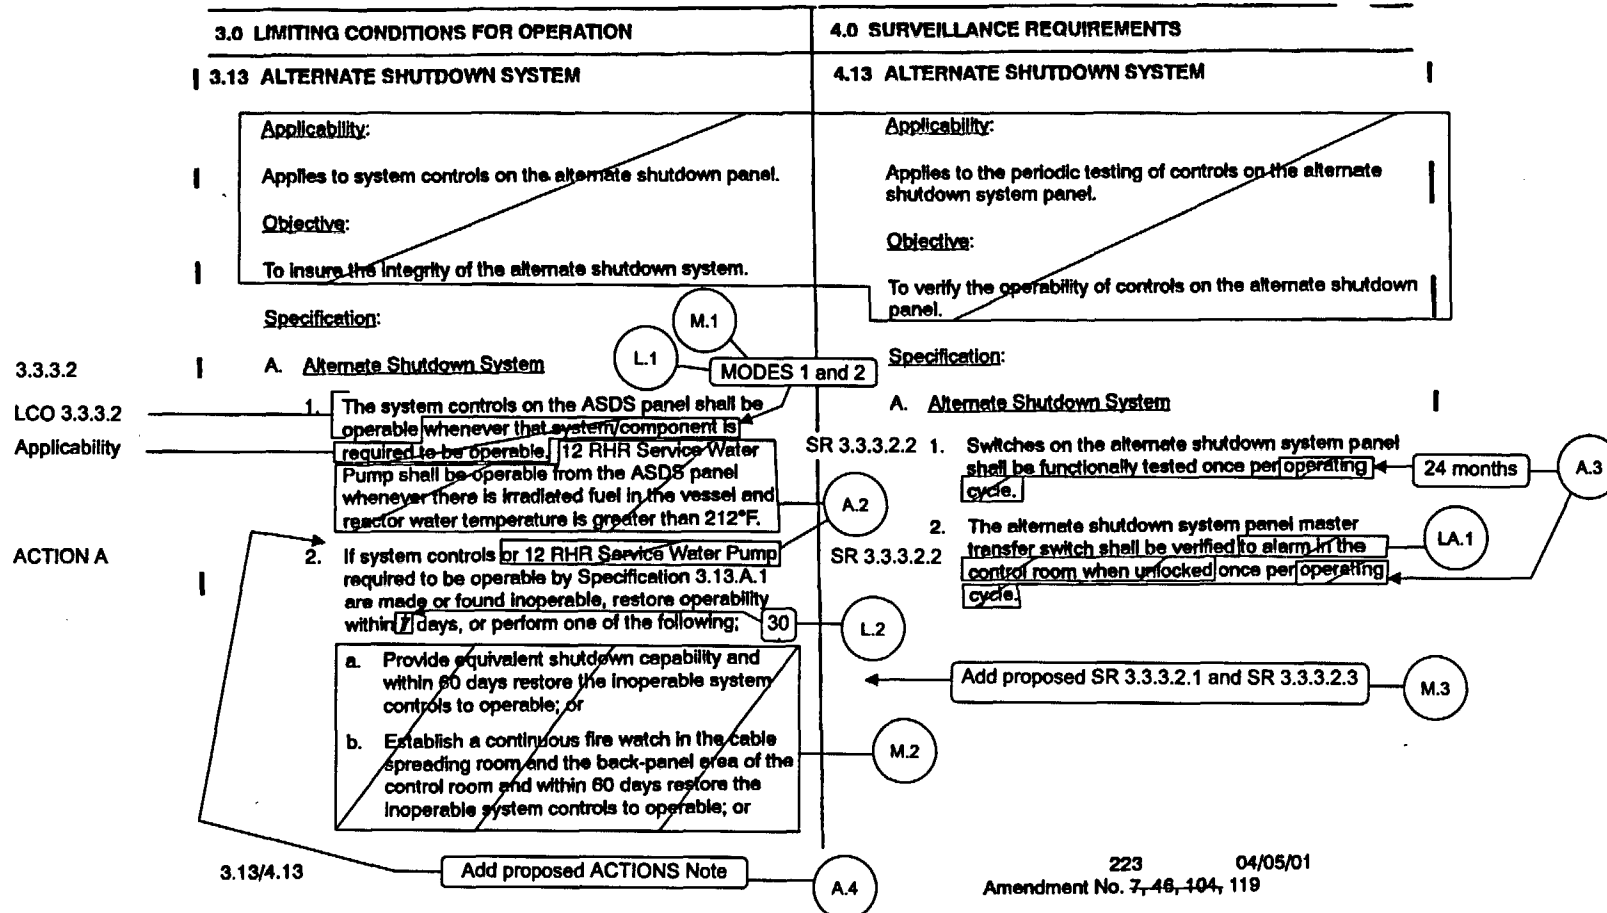 3.0 LIMITING CONDITIONS FOR OPERATION
4.0 SURVEILLANCE REQUIREMENTS
3.13 ALTERNATE SHUTDOWN SYSTEM
4.13 ALTERNATE SHUTDOWN SYSTEM
Applicability:
Applies to system controls on the alternate shutdown panel.
Objective:
To insure the integrity of the alternate shutdown system.
Specification:
M.1
L.1
MODES 1 and 2
3.3.3.2
A. Alternate Shutdown System
LCO 3.3.3.2
Applicability
1. The system controls on the ASDS panel shall be
operable whenever that system/component is
required to be operable. 12 RHR Service Water
Pump shall be operable from the ASDS panel
whenever there is irradiated fuel in the vessel and
reactor water temperature is greater than 212°F.
A.2
ACTION A
2. If system controls or 12 RHR Service Water Pump
required to be operable by Specification 3.13.A.1
are made or found inoperable, restore operability
within 7 days, or perform one of the following;
30
L.2
a. Provide equivalent shutdown capability and
within 60 days restore the inoperable system
controls to operable; or
b. Establish a continuous fire watch in the cable
spreading room and the back-panel area of the
control room and within 60 days restore the
inoperable system controls to operable; or
M.2
Applicability:
Applies to the periodic testing of controls on the alternate
shutdown system panel.
Objective:
To verify the operability of controls on the alternate shutdown
panel.
Specification:
A. Alternate Shutdown System
SR 3.3.3.2.2 1. Switches on the alternate shutdown system panel
shall be functionally tested once per operating
cycle.
24 months
A.3
2. The alternate shutdown system panel master
SR 3.3.3.2.2 transfer switch shall be verified to alarm in the
control room when unlocked once per operating
cycle.
LA.1
Add proposed SR 3.3.3.2.1 and SR 3.3.3.2.3
M.3
3.13/4.13
Add proposed ACTIONS Note
A.4
223 04/05/01
Amendment No. 7, 46, 104, 119